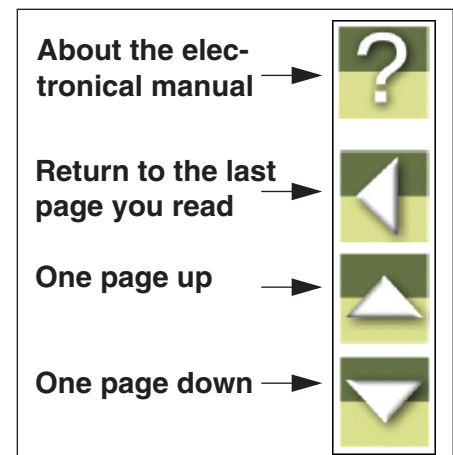 About the elec-
tronical manual
?
Return to the last
page you read
One page up
One page down